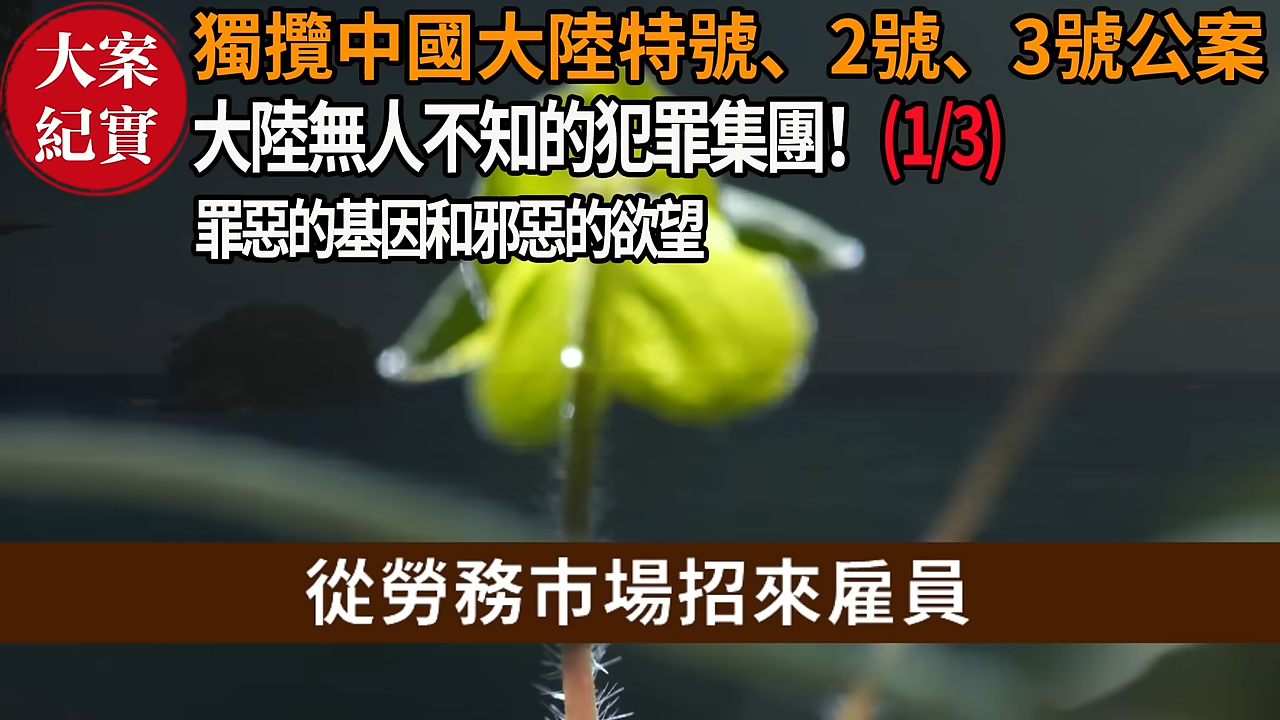 大案
紀實
獨攬中國大陸特號、2號、3號公案
大陸無人不知的犯罪集團！(1/3)
罪惡的基因和邪惡的欲望
從勞務市場招來雇員